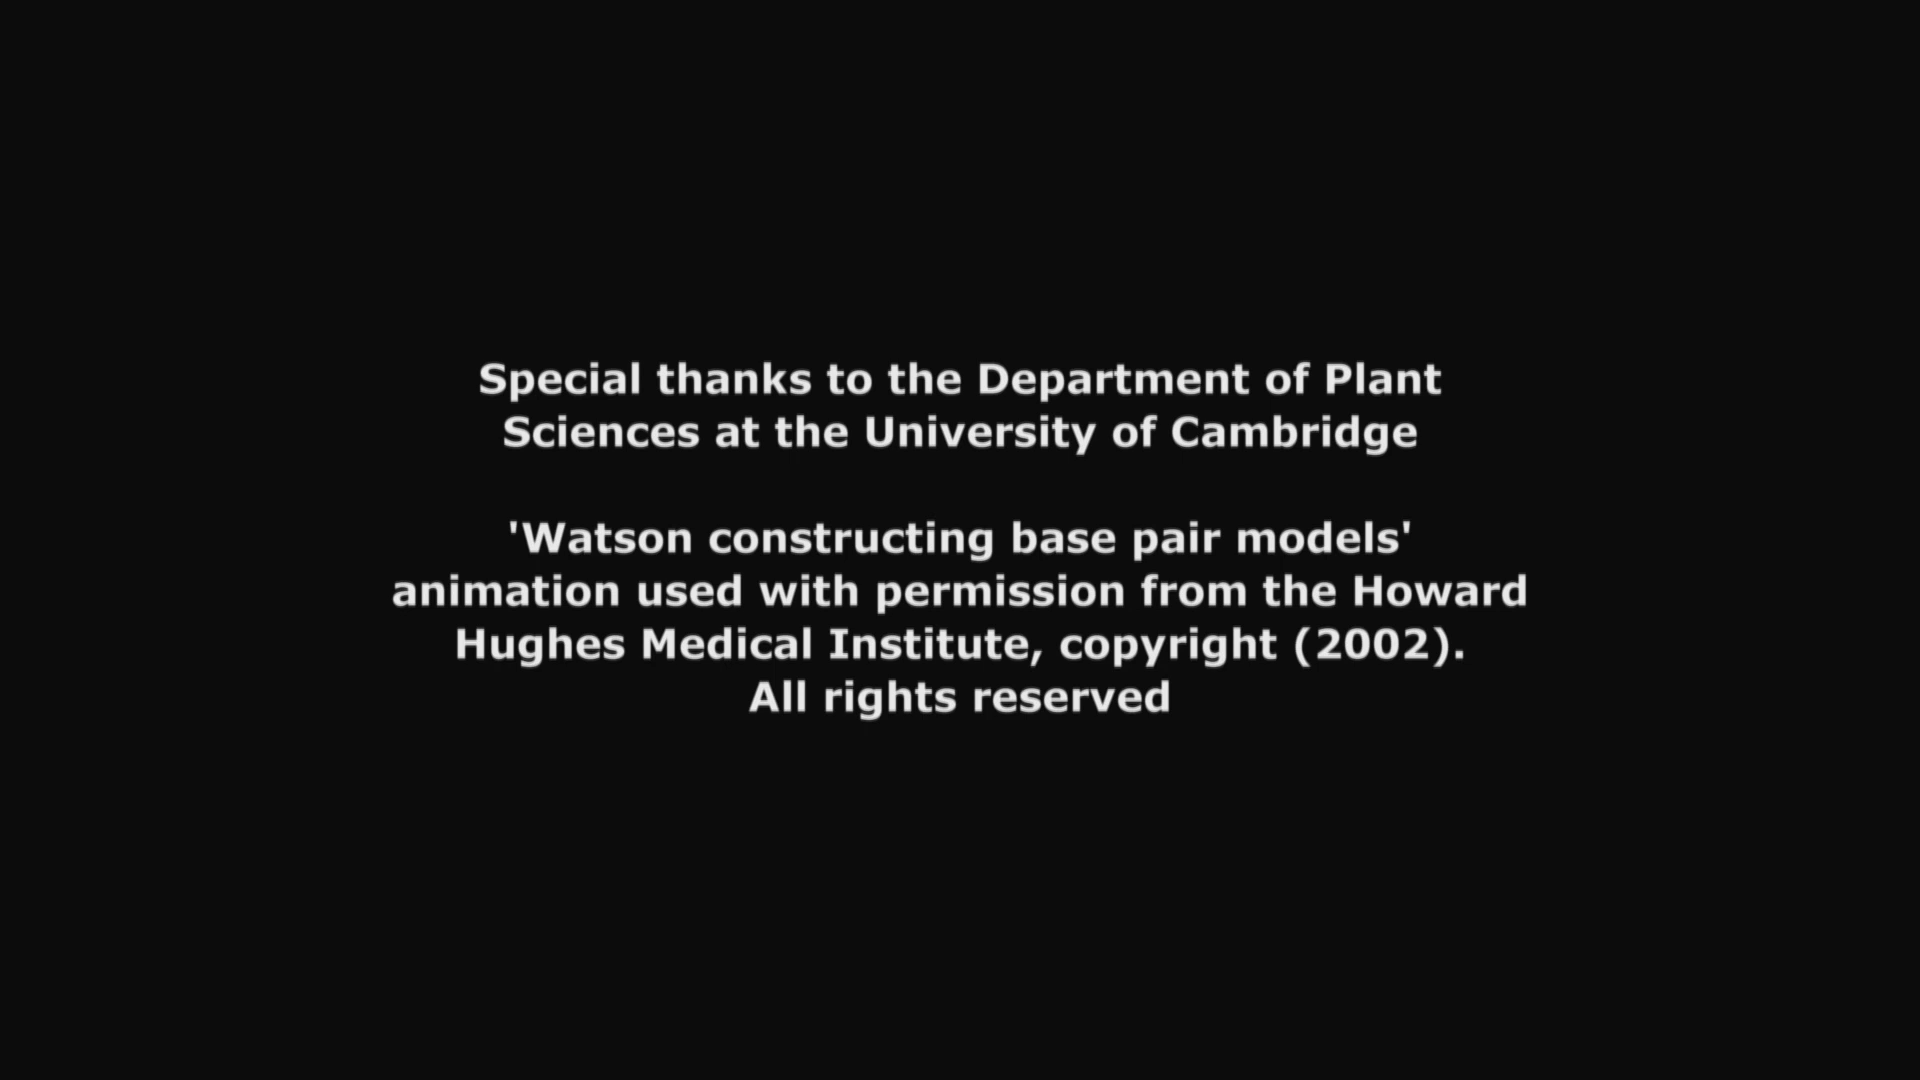 Special thanks to the Department of Plant
Sciences at the University of Cambridge
'Watson constructing base pair models'
animation used with permission from the Howard
Hughes Medical Institute, copyright (2002).
All rights reserved